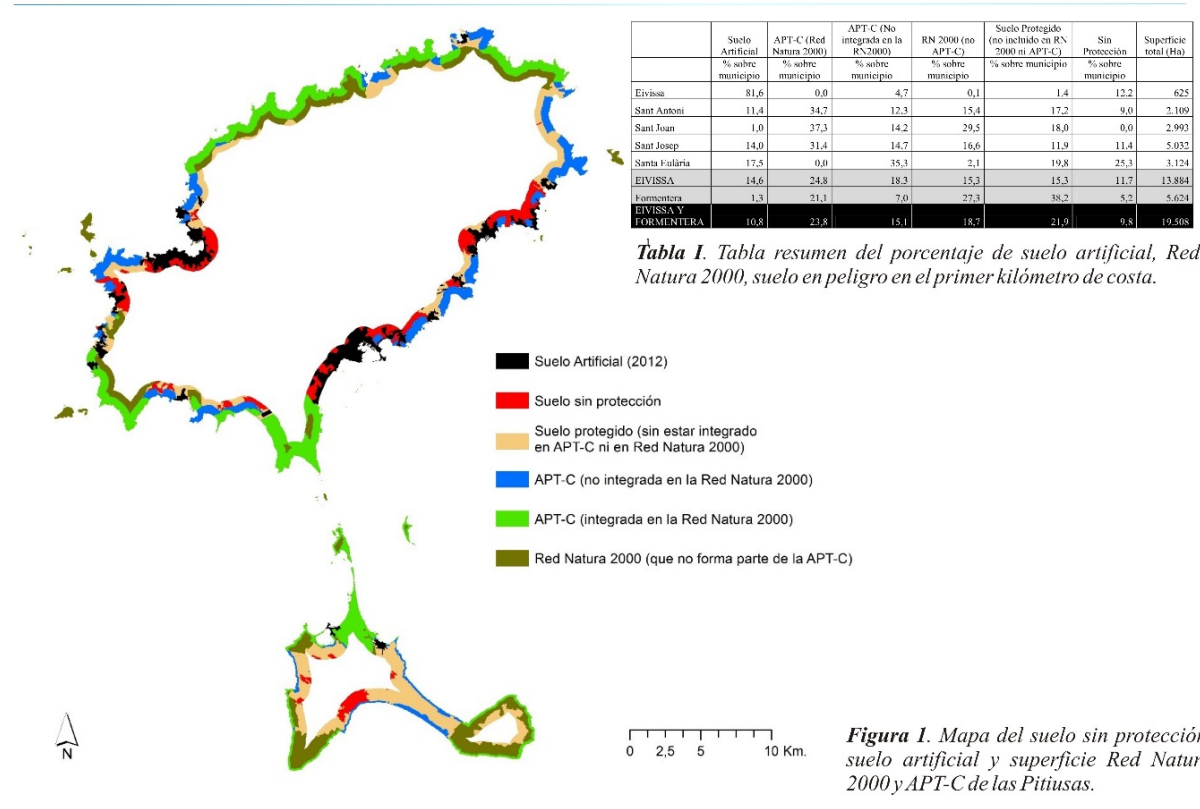 Suelo Artificial APT-C (Red Natura 2000) APT-C (No integrada en la RN2000) RN 2000 (no APT-C) Suelo Protegido (no incluido en RN 2000 ni APT-C) Sin Protección Superficie total (Ha)
% sobre municipio % sobre municipio % sobre municipio % sobre municipio % sobre municipio % sobre municipio
Eivissa 81,6 0,0 4,7 0,1 1,4 12,2 625
Sant Antoni 11,4 34,7 12,3 15,4 17,2 9,0 2.109
Sant Joan 1,0 37,3 14,2 29,5 18,0 0,0 2.993
Sant Josep 14,0 31,4 14,7 16,6 11,9 11,4 5.032
Santa Eulària 17,5 0,0 35,3 2,1 19,8 25,3 3.124
EIVISSA 14,6 24,8 18,3 15,3 15,3 11,7 13.884
Formentera 1,3 21,1 7,0 27,3 38,2 5,2 5.624
EIVISSA Y FORMENTERA 10,8 23,8 15,1 18,7 21,9 9,8 19.508
Tabla I. Tabla resumen del porcentaje de suelo artificial, Red
Natura 2000, suelo en peligro en el primer kilómetro de costa.
Suelo Artificial (2012)
Suelo sin protección
Suelo protegido (sin estar integrado
en APT-C ni en Red Natura 2000)
APT-C (no integrada en la Red Natura 2000)
APT-C (integrada en la Red Natura 2000)
Red Natura 2000 (que no forma parte de la APT-C)
N
0 2,5 5 10 Km.
Figura 1. Mapa del suelo sin protección
suelo artificial y superficie Red Natur
2000 y APT-C de las Pitiusas.